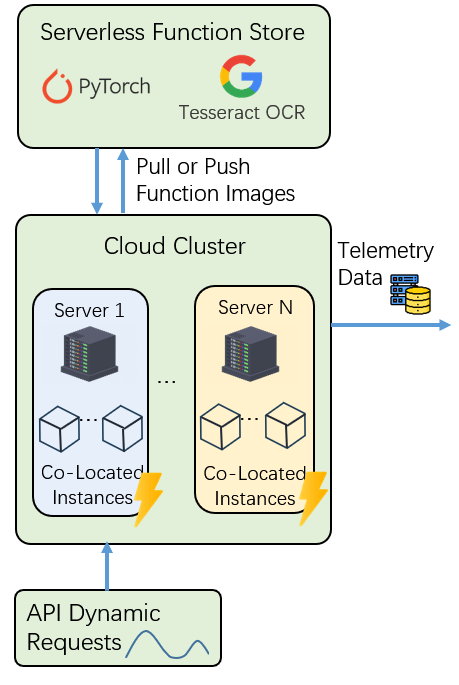 Serverless Function Store
PyTorch
Tesseract OCR
Pull or Push
Function Images
Cloud Cluster
Telemetry
Data
Server 1
Server N
...
...
...
...
Co-Located
Instances
Co-Located
Instances
API Dynamic
Requests